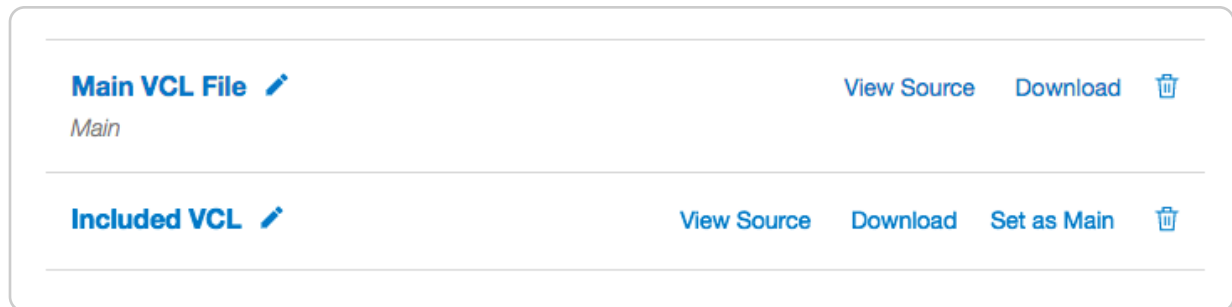 Main VCL File View Source Download
Main
Included VCL View Source Download Set as Main